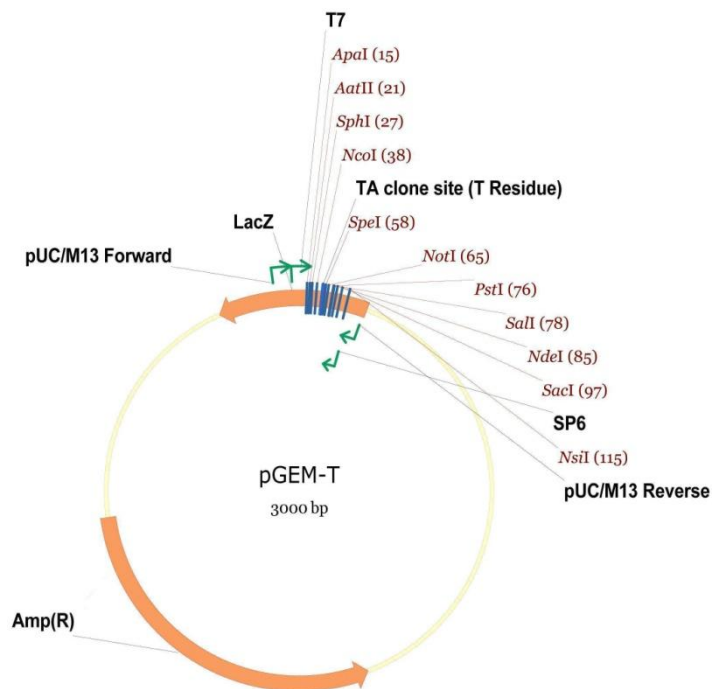 T7
ApaI (15)
AatII (21)
SphI (27)
NcoI (38)
TA clone site (T Residue)
SpeI (58)
LacZ
pUC/M13 Forward
NotI (65)
PstI (76)
SalI (78)
NdeI (85)
SacI (97)
SP6
NsiI (115)
pUC/M13 Reverse
pGEM-T
3000 bp
Amp(R)